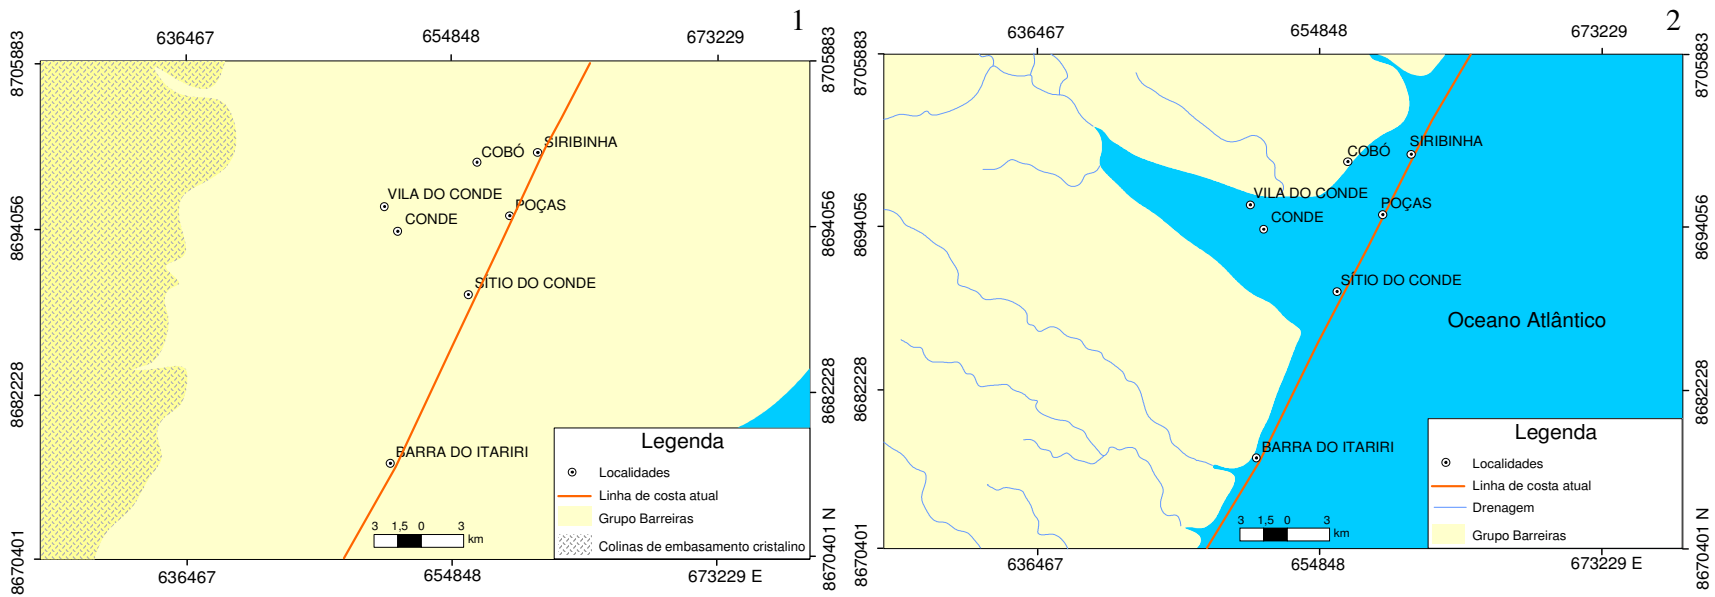 1
636467
654848
673229
8705883
8705883
SIRIBINHA
COBÓ
VILA DO CONDE
POÇAS
CONDE
8694056
8694056
SÍTIO DO CONDE
8682228
8682228
BARRA DO ITARIRI
Legenda
Localidades
Linha de costa atual
Grupo Barreiras
Colinas de embasamento cristalino
3 1,5 0 3
km
8670401
8670401 N
636467
654848
673229 E
2
636467
654848
673229
8705883
8705883
SIRIBINHA
COBÓ
VILA DO CONDE
POÇAS
CONDE
8694056
8694056
SÍTIO DO CONDE
Oceano Atlântico
8682228
8682228
BARRA DO ITARIRI
Legenda
Localidades
Linha de costa atual
Drenagem
Grupo Barreiras
3 1,5 0 3
km
8670401
8670401 N
636467
654848
673229 E